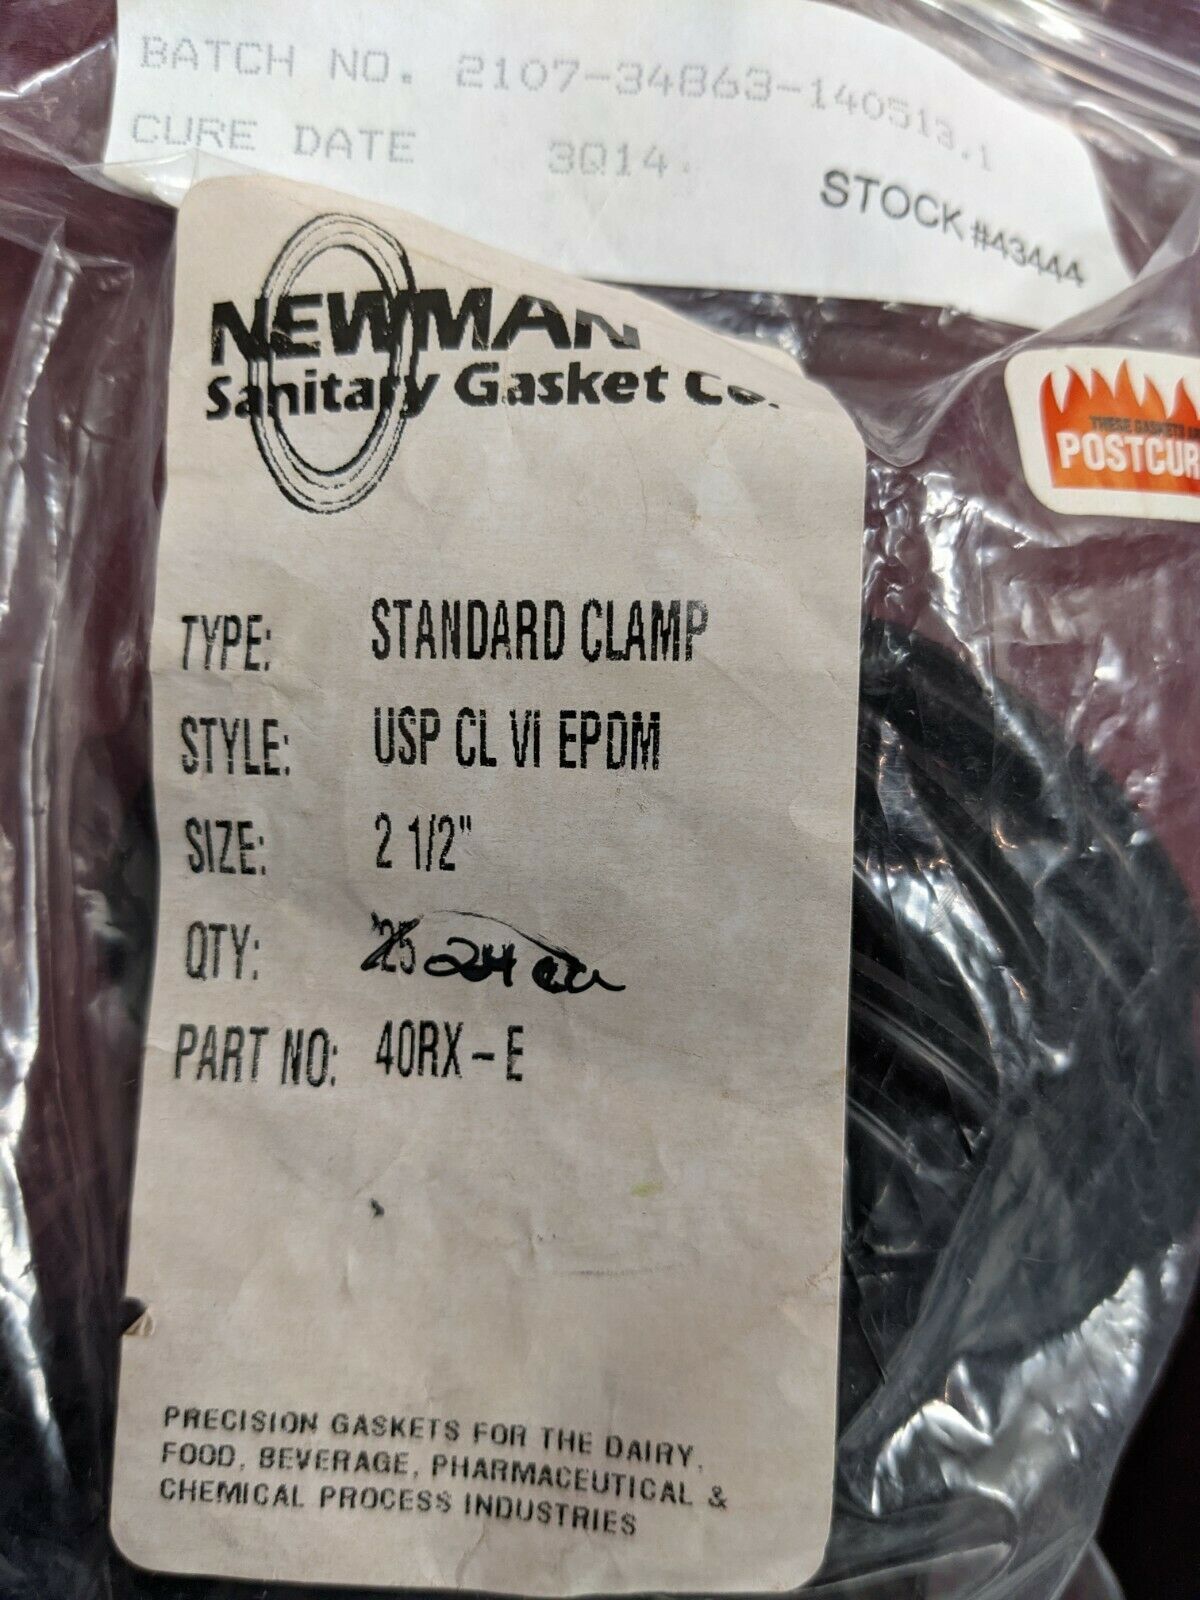 BATCH NO. 2107-34863-140513.1
CURE DATE 3Q14.
STOCK #43444
NEWMAN
Sanitary Gasket Co.
THESE GASKETS
POSTCUR
TYPE: STANDARD CLAMP
STYLE: USP CL VI EPDM
SIZE: 2 1/2"
QTY: 25 24 ea
PART NO: 40RX-E
PRECISION GASKETS FOR THE DAIRY,
FOOD, BEVERAGE, PHARMACEUTICAL &
CHEMICAL PROCESS INDUSTRIES